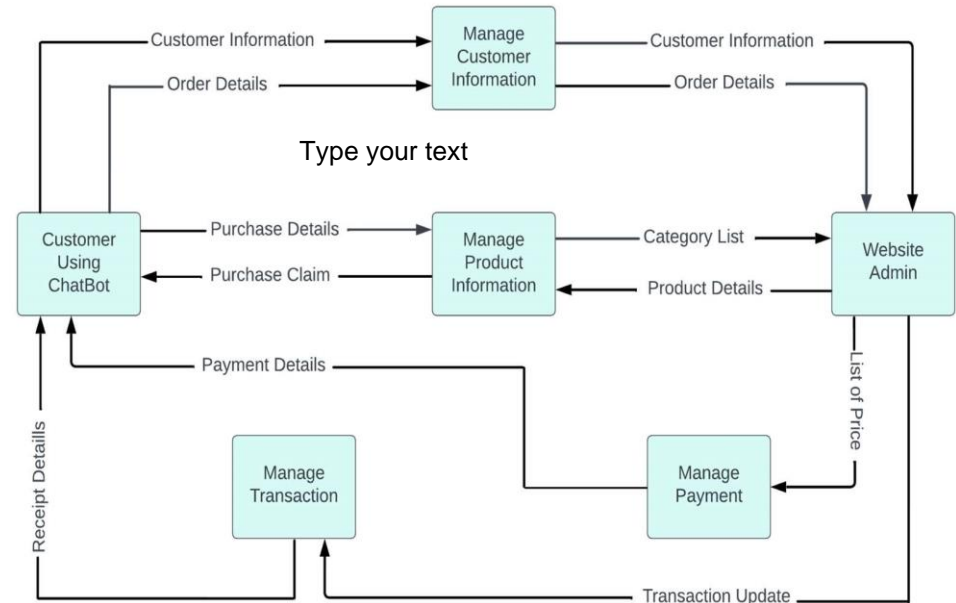 Customer Information
Manage
Customer
Information
Customer Information
Order Details
Order Details
Type your text
Customer
Using
ChatBot
Purchase Details
Purchase Claim
Manage
Product
Information
Category List
Product Details
Website
Admin
Payment Details
List of Price
Receipt Detaills
Manage
Transaction
Manage
Payment
Transaction Update